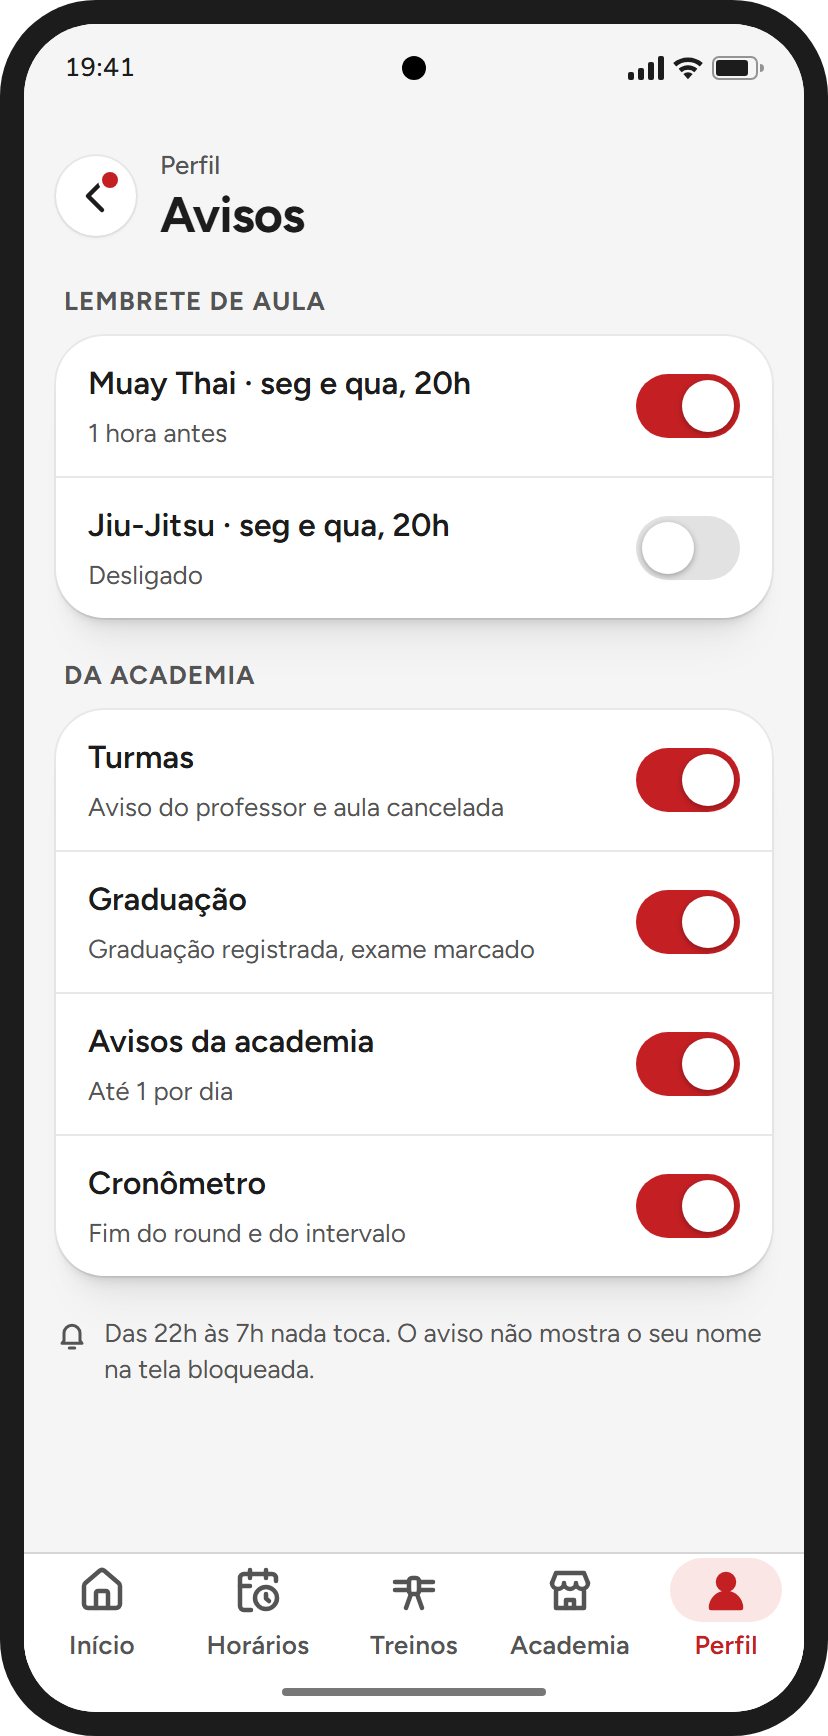 19:41
Perfil
Avisos
LEMBRETE DE AULA
Muay Thai · seg e qua, 20h
1 hora antes
Jiu-Jitsu · seg e qua, 20h
Desligado
DA ACADEMIA
Turmas
Aviso do professor e aula cancelada
Graduação
Graduação registrada, exame marcado
Avisos da academia
Até 1 por dia
Cronômetro
Fim do round e do intervalo
Das 22h às 7h nada toca. O aviso não mostra o seu nome
na tela bloqueada.
Início Horários Treinos Academia Perfil